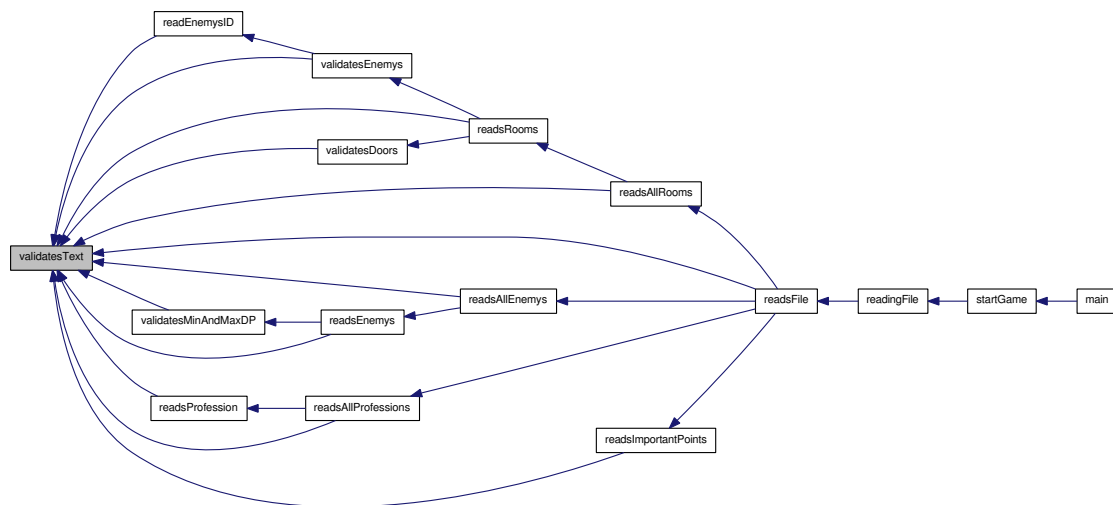 readEnemysID
validatesEnemys
readsRooms
validatesDoors
readsAllRooms
validatesText
readsAllEnemys
readsFile
readingFile
startGame
main
validatesMinAndMaxDP
readsEnemys
readsProfession
readsAllProfessions
readsImportantPoints